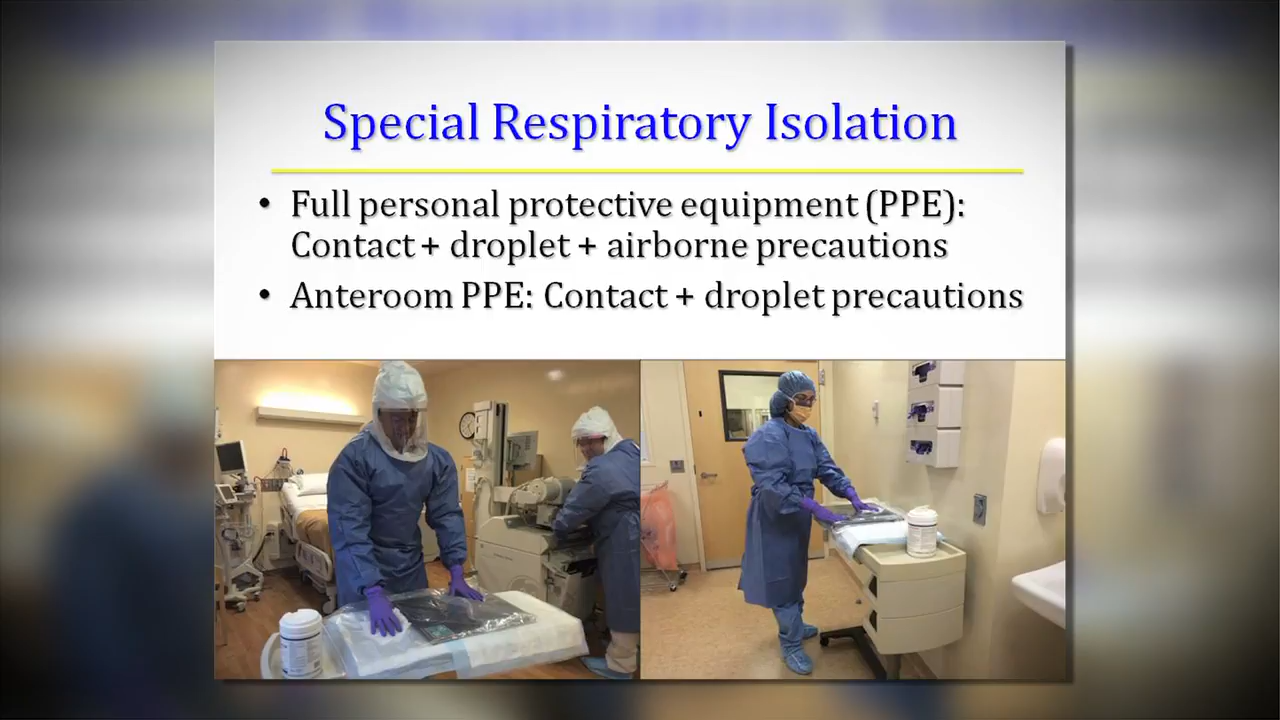 Special Respiratory Isolation
• Full personal protective equipment (PPE):
Contact + droplet + airborne precautions
• Anteroom PPE: Contact + droplet precautions